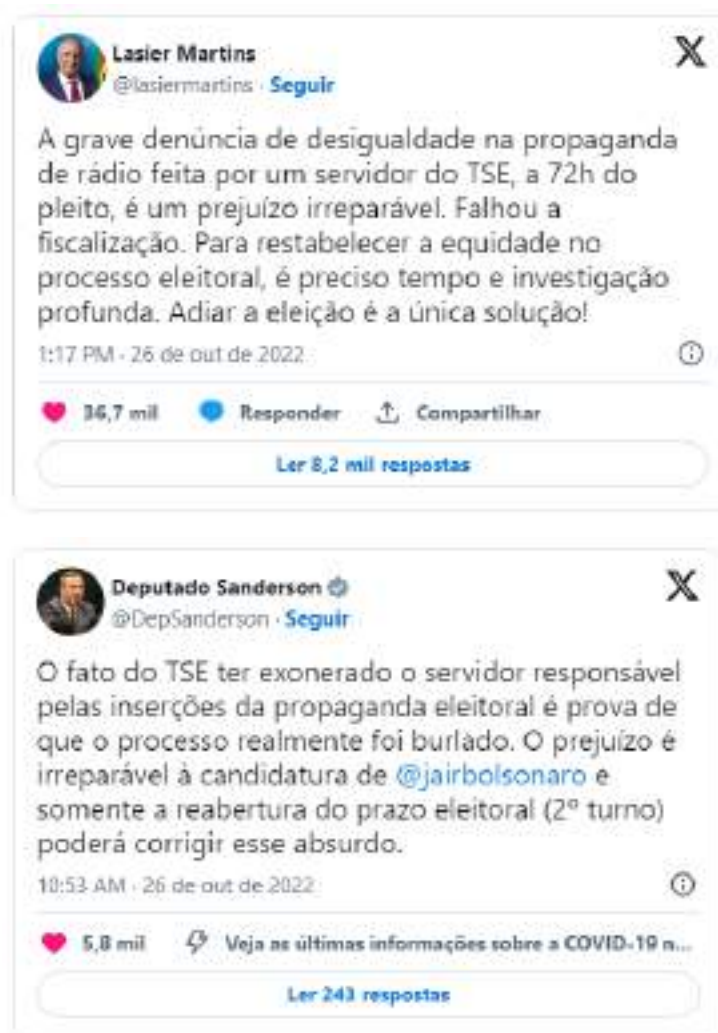 Lasier Martins
@lasiermartins · Seguir
A grave denúncia de desigualdade na propaganda
de rádio feita por um servidor do TSE, a 72h do
pleito, é um prejuízo irreparável. Falhou a
fiscalização. Para restabelecer a equidade no
processo eleitoral, é preciso tempo e investigação
profunda. Adiar a eleição é a única solução!
1:17 PM · 26 de out de 2022
36,7 mil Responder Compartilhar
Ler 8,2 mil respostas
Deputado Sanderson
@DepSanderson · Seguir
O fato do TSE ter exonerado o servidor responsável
pelas inserções da propaganda eleitoral é prova de
que o processo realmente foi burlado. O prejuízo é
irreparável à candidatura de @jairbolsonaro e
somente a reabertura do prazo eleitoral (2º turno)
poderá corrigir esse absurdo.
10:53 AM · 26 de out de 2022
5,8 mil Veja as últimas informações sobre a COVID-19 n...
Ler 243 respostas